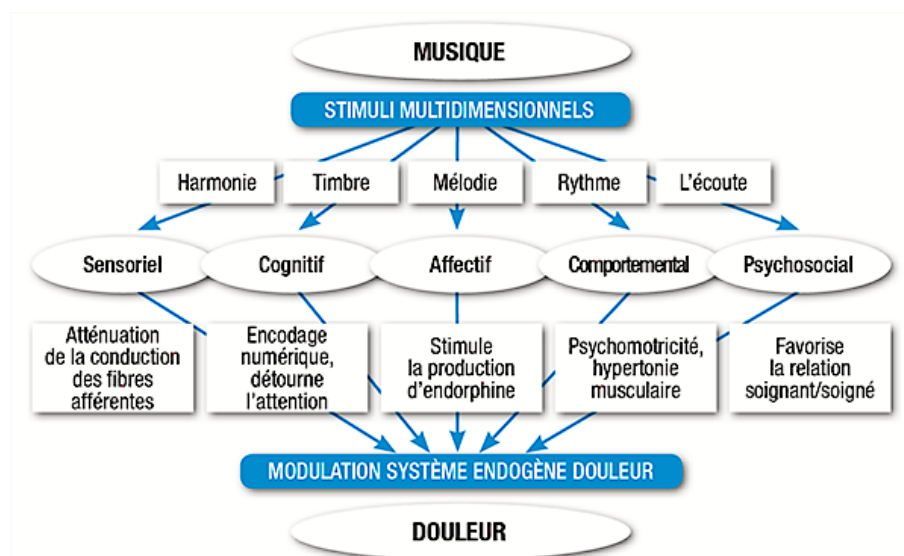 MUSIQUE
STIMULI MULTIDIMENSIONNELS
Harmonie
Timbre
Mélodie
Rythme
L'écoute
Sensoriel
Cognitif
Affectif
Comportemental
Psychosocial
Atténuation
de la conduction
des fibres
afférentes
Encodage
numérique,
détourne
l'attention
Stimule
la production
d'endorphine
Psychomotricité,
hypertonie
musculaire
Favorise
la relation
soignant/soigné
MODULATION SYSTÈME ENDOGÈNE DOULEUR
DOULEUR